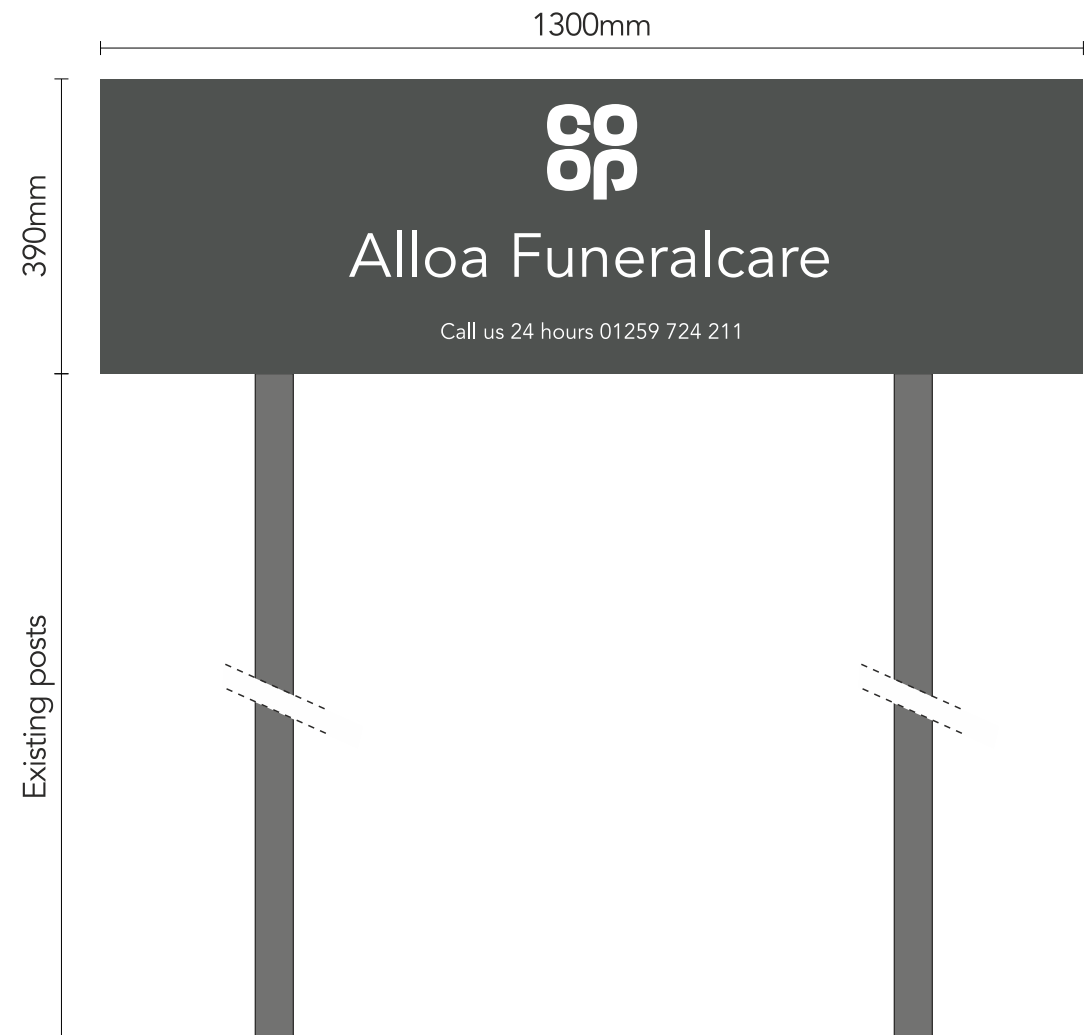 1300mm
390mm
co
op
Alloa Funeralcare
Call us 24 hours 01259 724 211
Existing posts